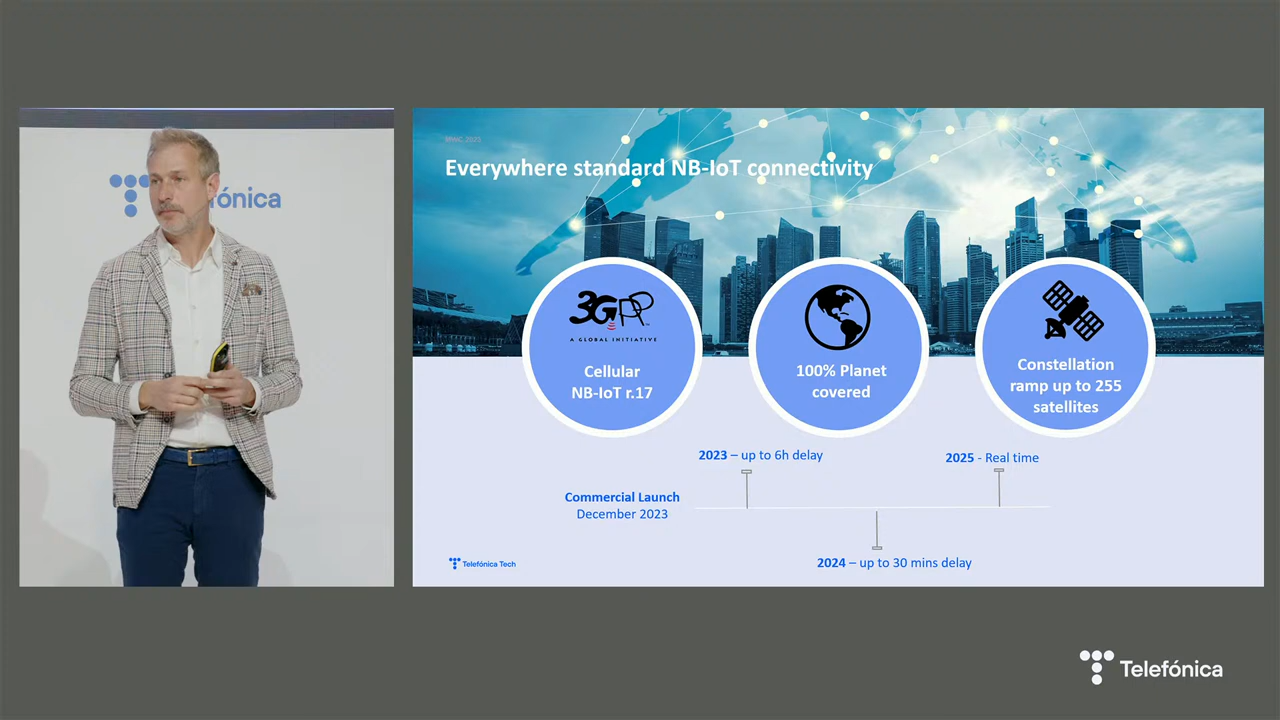 fónica
MWC 2023
Everywhere standard NB-IoT connectivity
3GPP
A GLOBAL INITIATIVE
Cellular
NB-IoT r.17
100% Planet
covered
Constellation
ramp up to 255
satellites
2023 – up to 6h delay
2025 - Real time
Commercial Launch
December 2023
2024 – up to 30 mins delay
Telefónica Tech
Telefónica